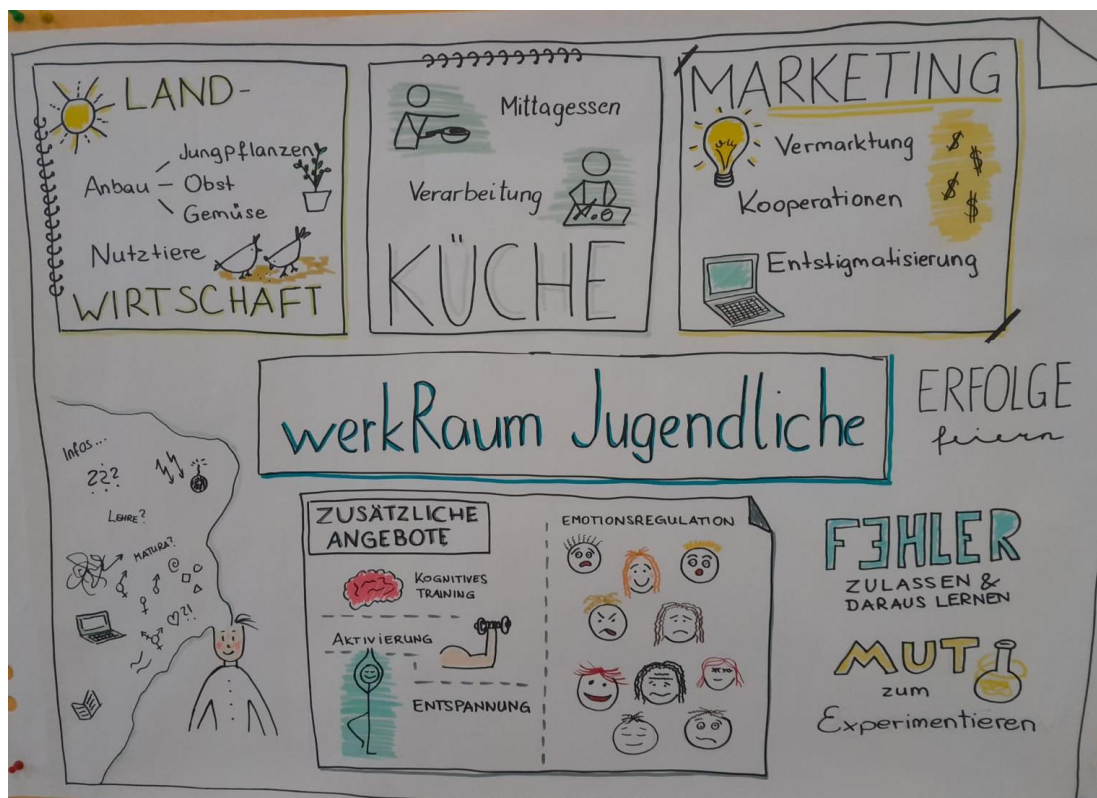 LAND-
Jungpflanzen
Anbau - Obst
Gemüse
Nutztiere
WIRTSCHAFT
Mittagessen
Verarbeitung
KÜCHE
MARKETING
Vermarktung
$ $ $ $
Kooperationen
Entstigmatisierung
werkRaum Jugendliche
ERFOLGE
feiern
Infos...
???
LEHRE?
MATURA?
?!
ZUSÄTZLICHE
ANGEBOTE
KOGNITIVES
TRAINING
AKTIVIERUNG
ENTSPANNUNG
EMOTIONSREGULATION
FEHLER
ZULASSEN &
DARAUS LERNEN
MUT
zum
Experimentieren